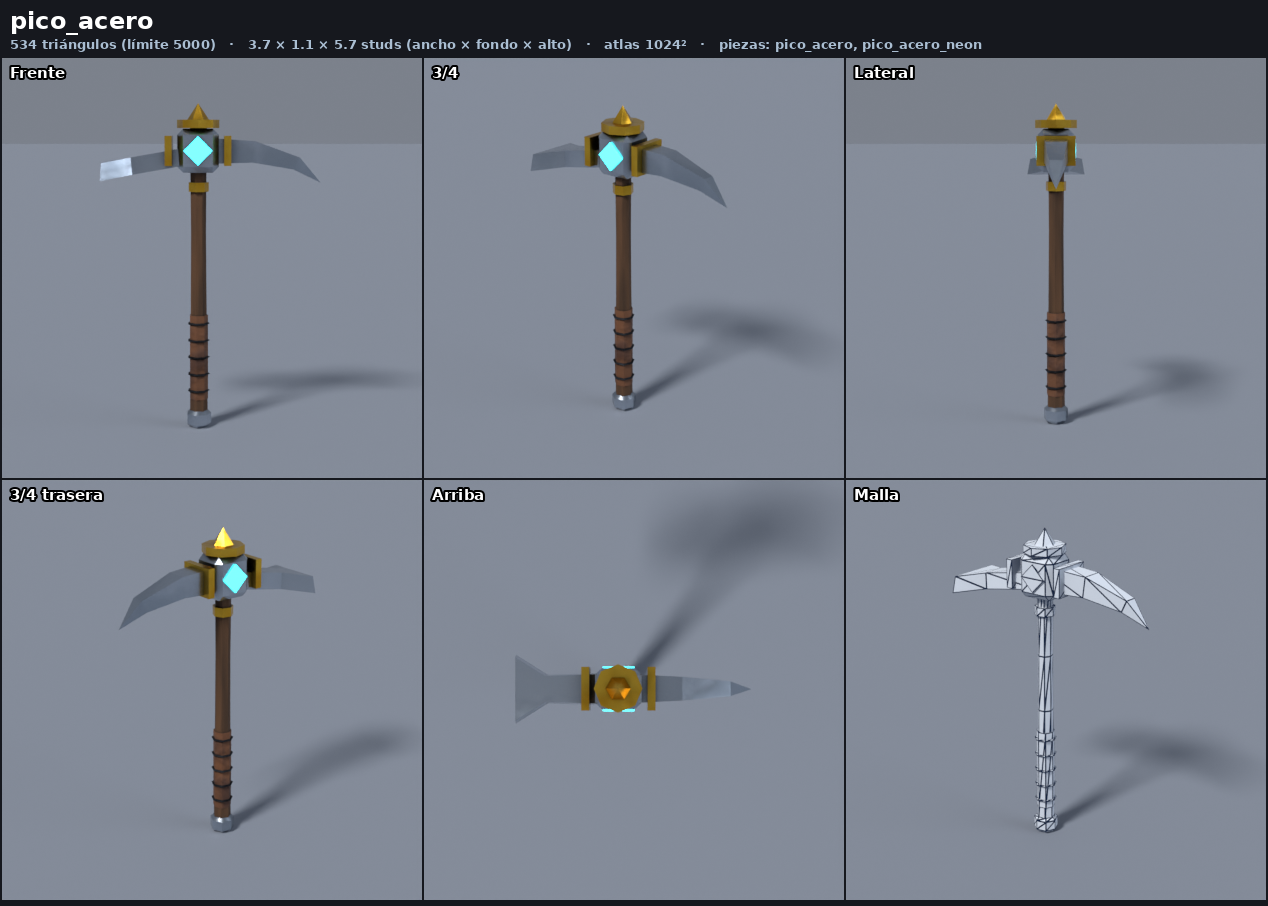 pico_acero
534 triángulos (límite 5000) · 3.7 × 1.1 × 5.7 studs (ancho × fondo × alto) · atlas 1024² · piezas: pico_acero, pico_acero_neon
Frente
3/4
Lateral
3/4 trasera
Arriba
Malla